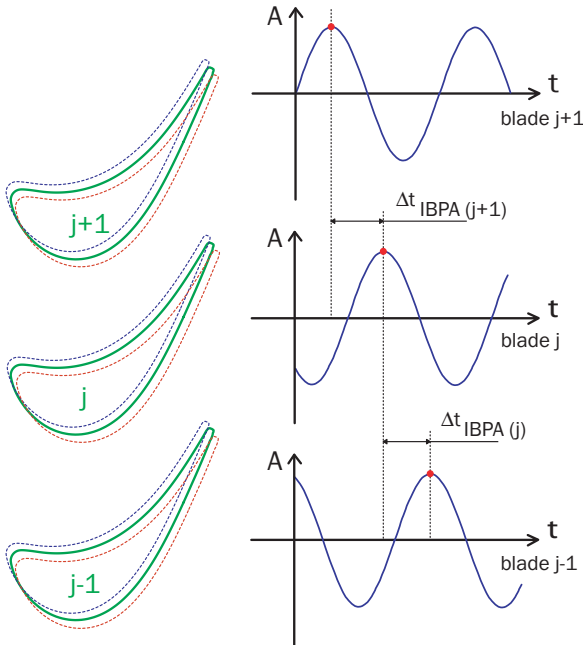 A
t
blade j+1
j+1
Δt IBPA (j+1)
A
t
blade j
j
Δt IBPA (j)
A
t
blade j-1
j-1